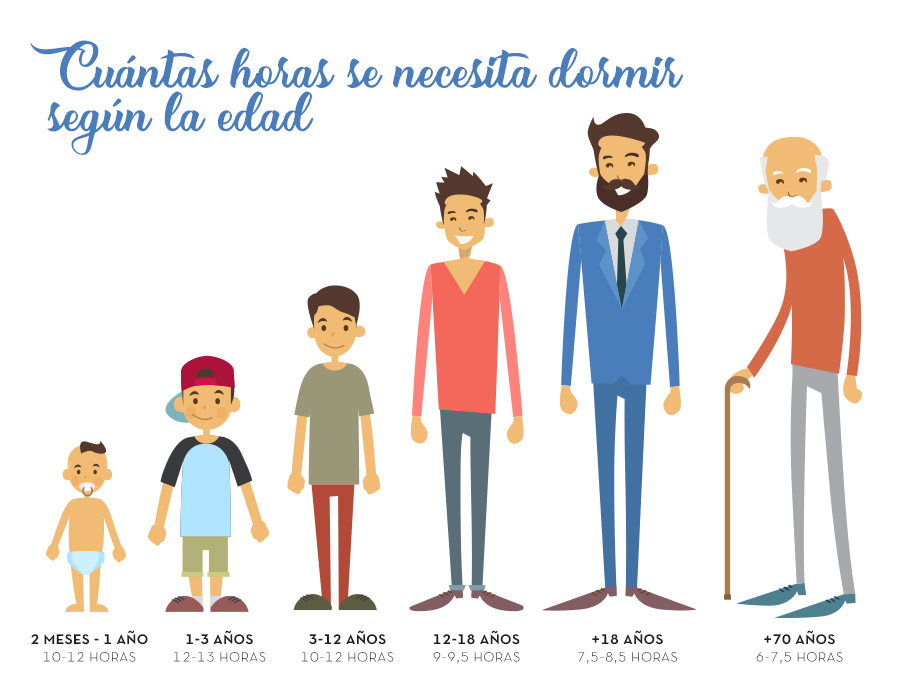 Cuántas horas se necesita dormir
según la edad
2 MESES - 1 AÑO
10-12 HORAS
1-3 AÑOS
12-13 HORAS
3-12 AÑOS
10-12 HORAS
12-18 AÑOS
9-9,5 HORAS
+18 AÑOS
7,5-8,5 HORAS
+70 AÑOS
6-7,5 HORAS